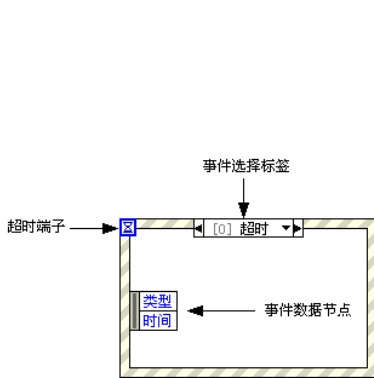 事件选择标签
超时端子
[0] 超时
类型
时间
事件数据节点